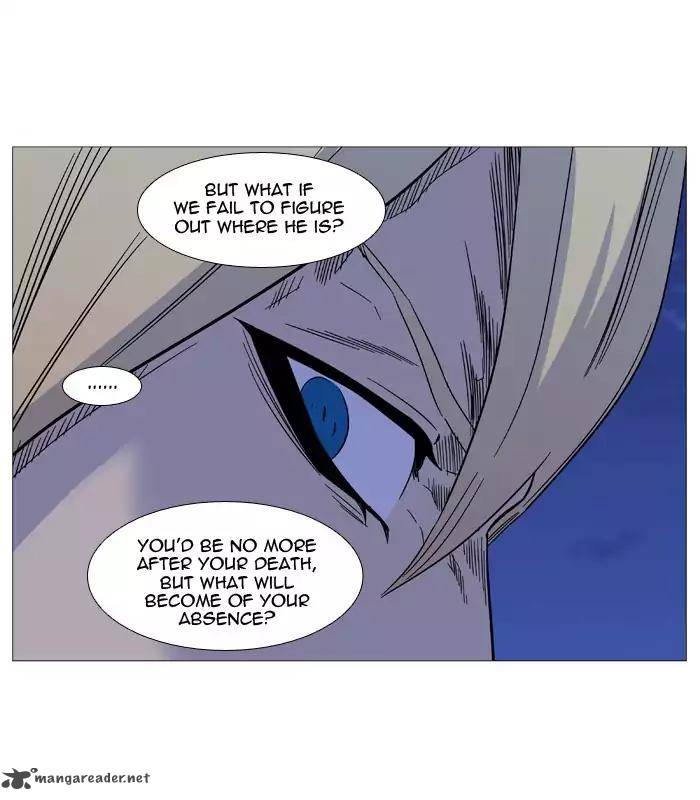 BUT WHAT IF
WE FAIL TO FIGURE
OUT WHERE HE IS?
......
YOU'D BE NO MORE
AFTER YOUR DEATH,
BUT WHAT WILL
BECOME OF YOUR
ABSENCE?
mangareader.net